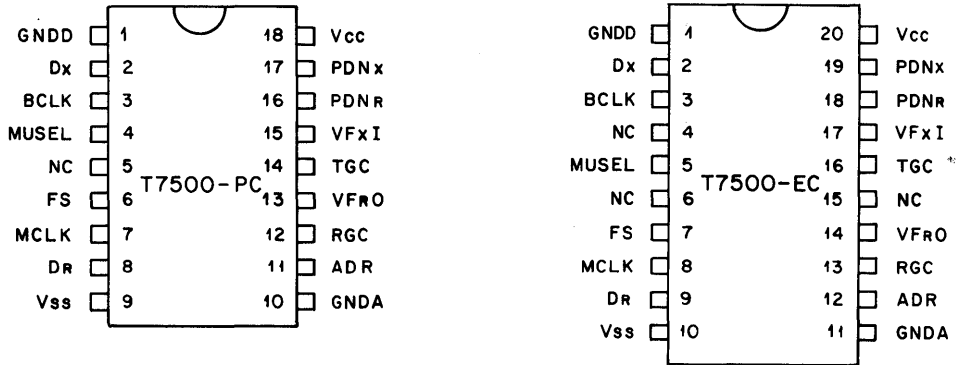 GNDD 1 18 Vcc
Dx 2 17 PDNx
BCLK 3 16 PDNR
MUSEL 4 15 VFxI
NC 5 14 TGC
T7500-PC
FS 6 13 VFRO
MCLK 7 12 RGC
DR 8 11 ADR
Vss 9 10 GNDA
GNDD 1 20 Vcc
Dx 2 19 PDNx
BCLK 3 18 PDNR
NC 4 17 VFxI
MUSEL 5 16 TGC
T7500-EC
NC 6 15 NC
FS 7 14 VFRO
MCLK 8 13 RGC
DR 9 12 ADR
Vss 10 11 GNDA